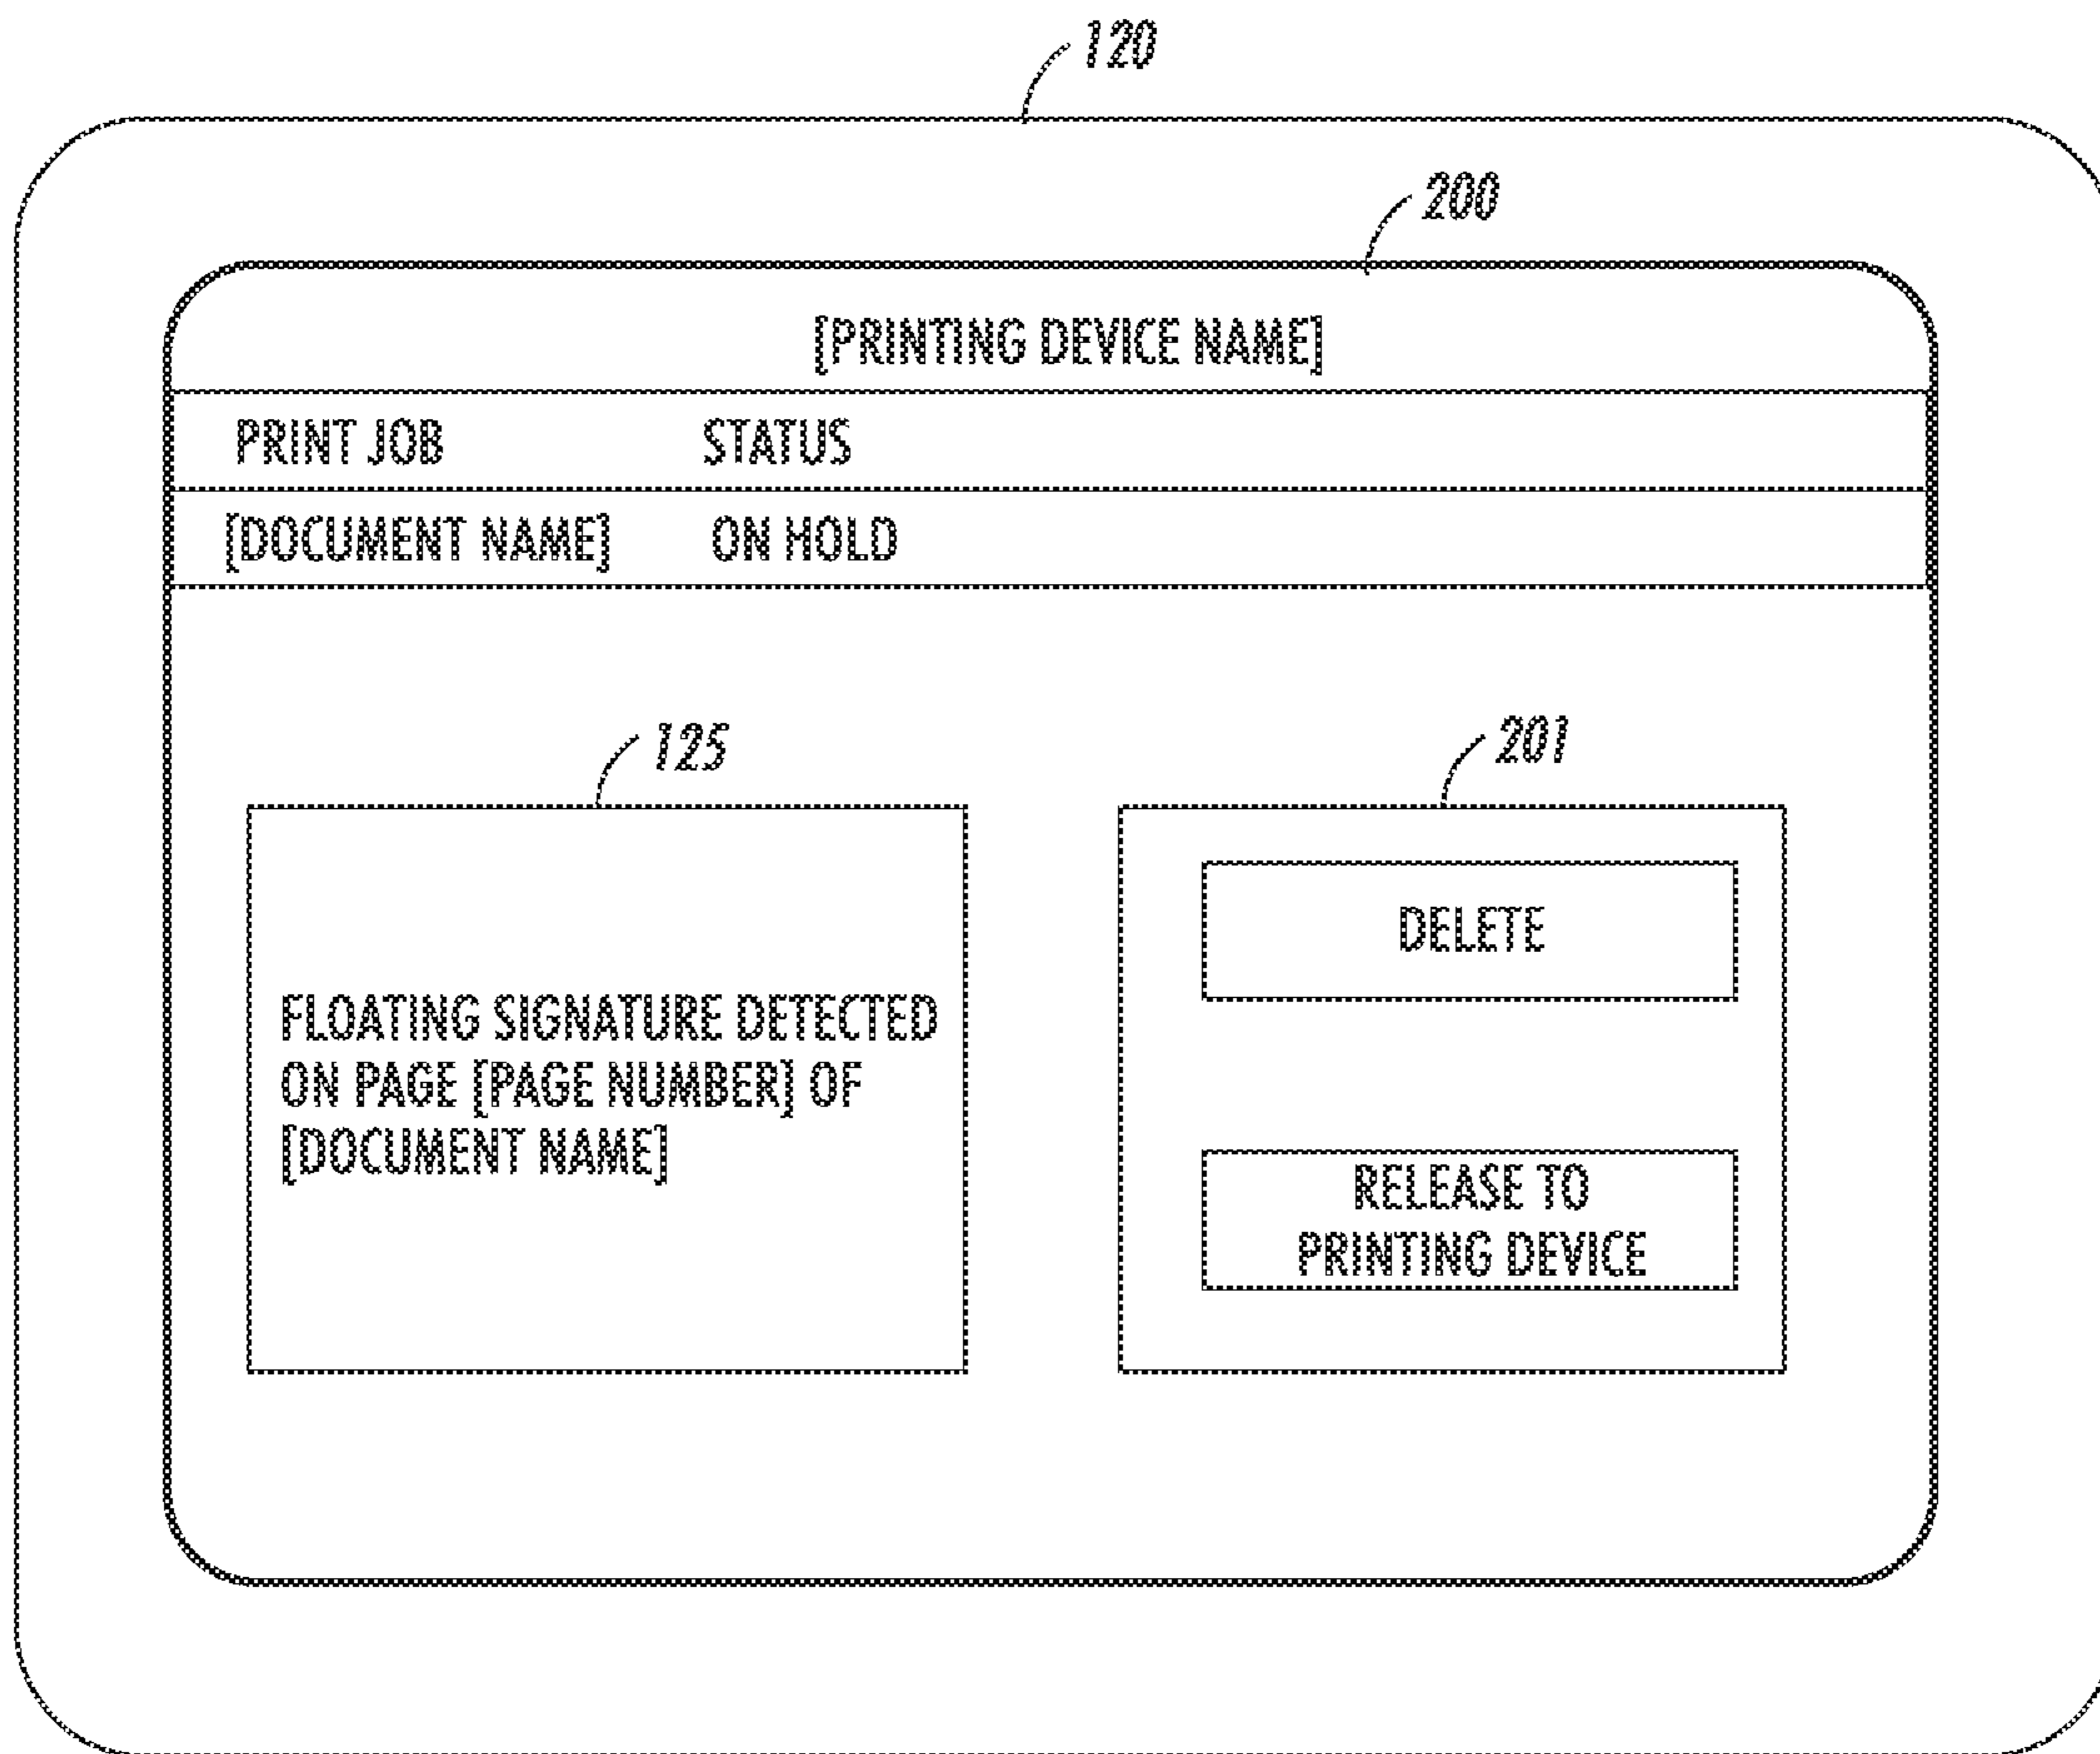 120
200
[PRINTING DEVICE NAME]
PRINT JOB STATUS
[DOCUMENT NAME] ON HOLD
125
FLOATING SIGNATURE DETECTED
ON PAGE [PAGE NUMBER] OF
[DOCUMENT NAME]
201
DELETE
RELEASE TO
PRINTING DEVICE